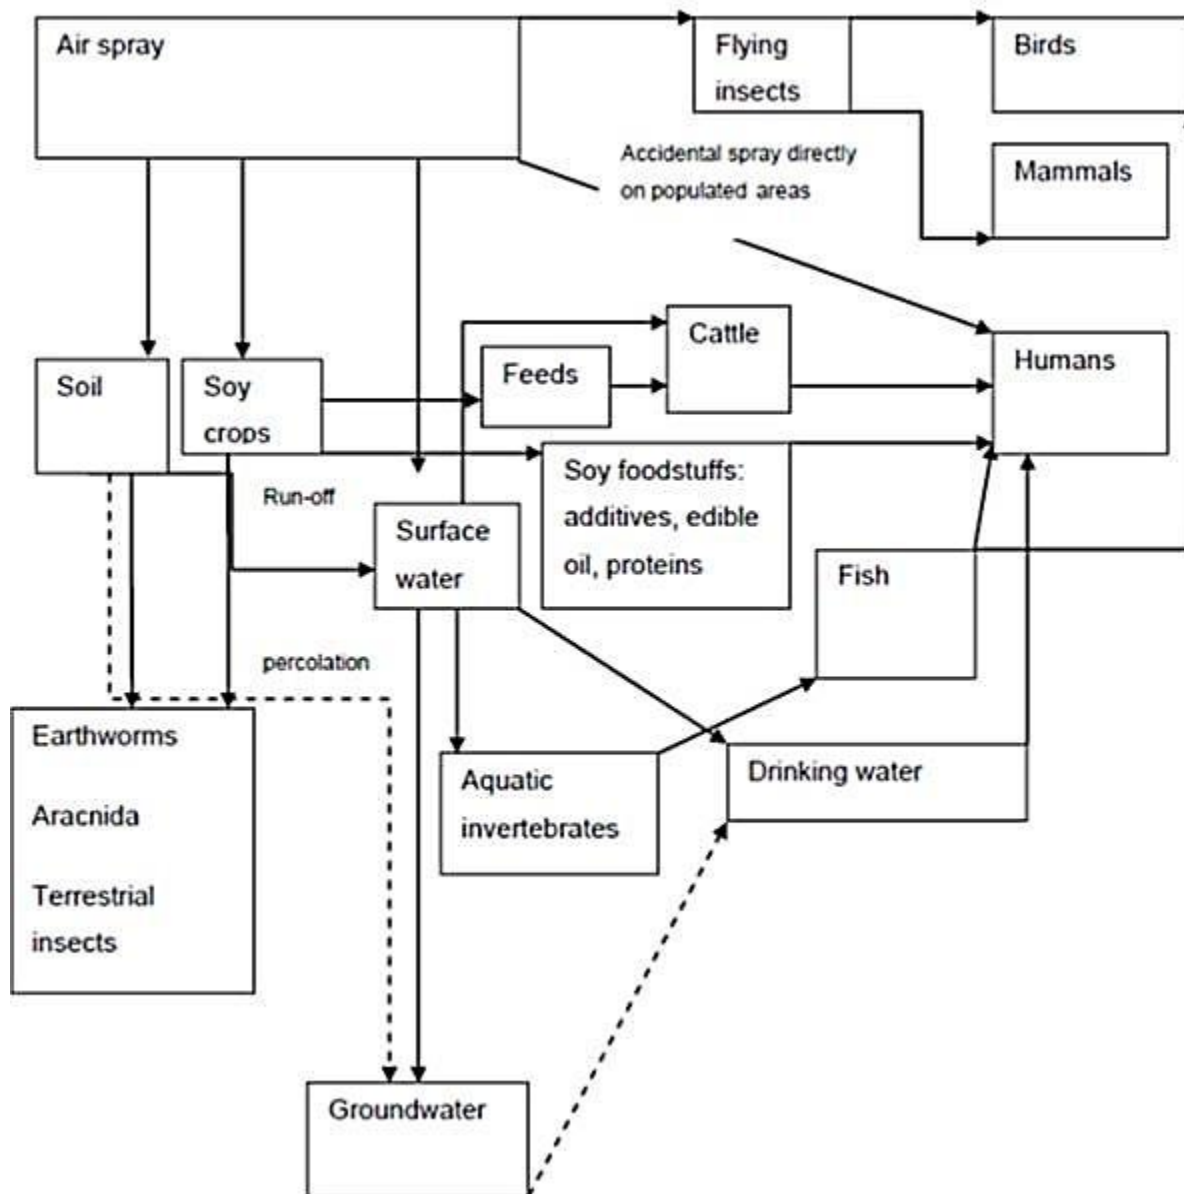 Air spray
Flying
insects
Birds
Accidental spray directly
on populated areas
Mammals
Soil
Soy
crops
Feeds
Cattle
Humans
Run-off
Surface
water
Soy foodstuffs:
additives, edible
oil, proteins
Fish
percolation
Earthworms
Aracnida
Terrestrial
insects
Aquatic
invertebrates
Drinking water
Groundwater